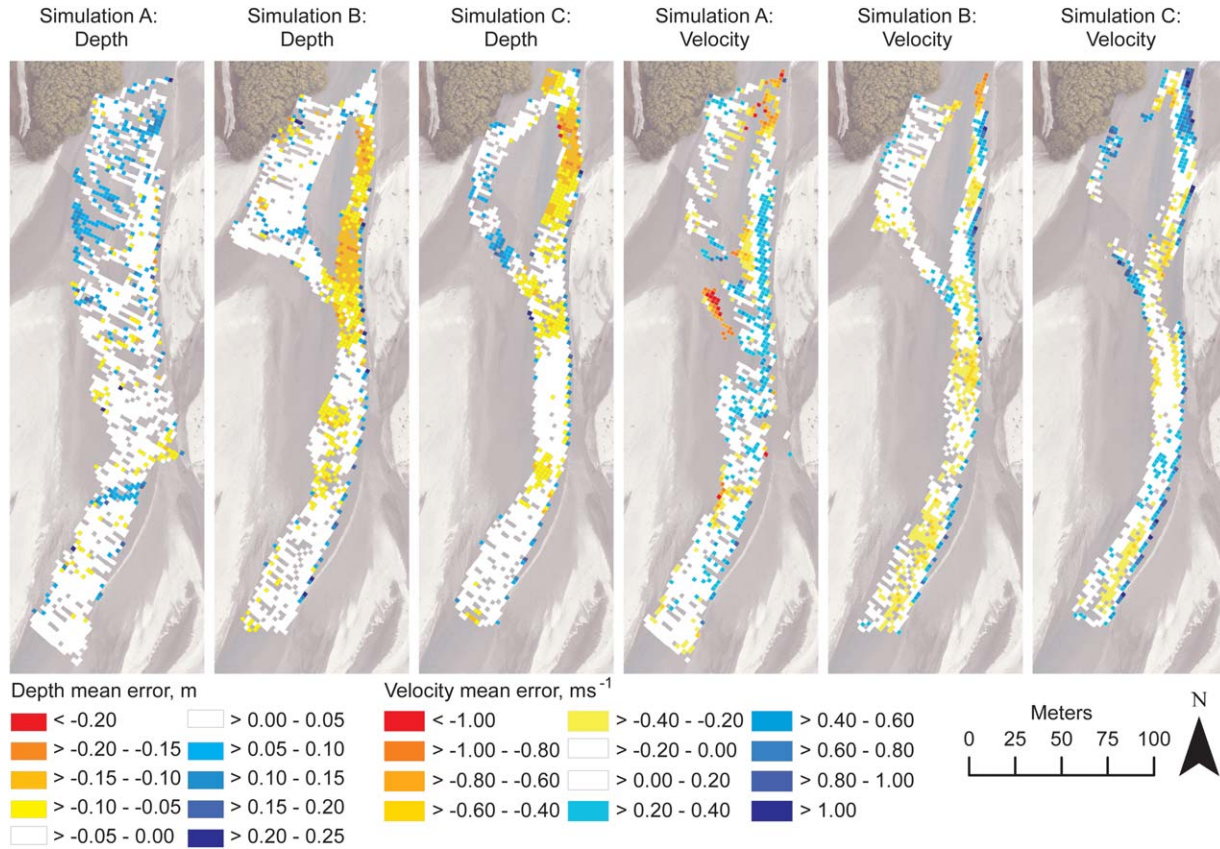 Simulation A: Depth
Simulation B: Depth
Simulation C: Depth
Simulation A: Velocity
Simulation B: Velocity
Simulation C: Velocity
Depth mean error, m
< -0.20
> -0.20 - -0.15
> -0.15 - -0.10
> -0.10 - -0.05
> -0.05 - 0.00
> 0.00 - 0.05
> 0.05 - 0.10
> 0.10 - 0.15
> 0.15 - 0.20
> 0.20 - 0.25
Velocity mean error, ms⁻¹
< -1.00
> -1.00 - -0.80
> -0.80 - -0.60
> -0.60 - -0.40
> -0.40 - -0.20
> -0.20 - 0.00
> 0.00 - 0.20
> 0.20 - 0.40
> 0.40 - 0.60
> 0.60 - 0.80
> 0.80 - 1.00
> 1.00
Meters
0 25 50 75 100
N